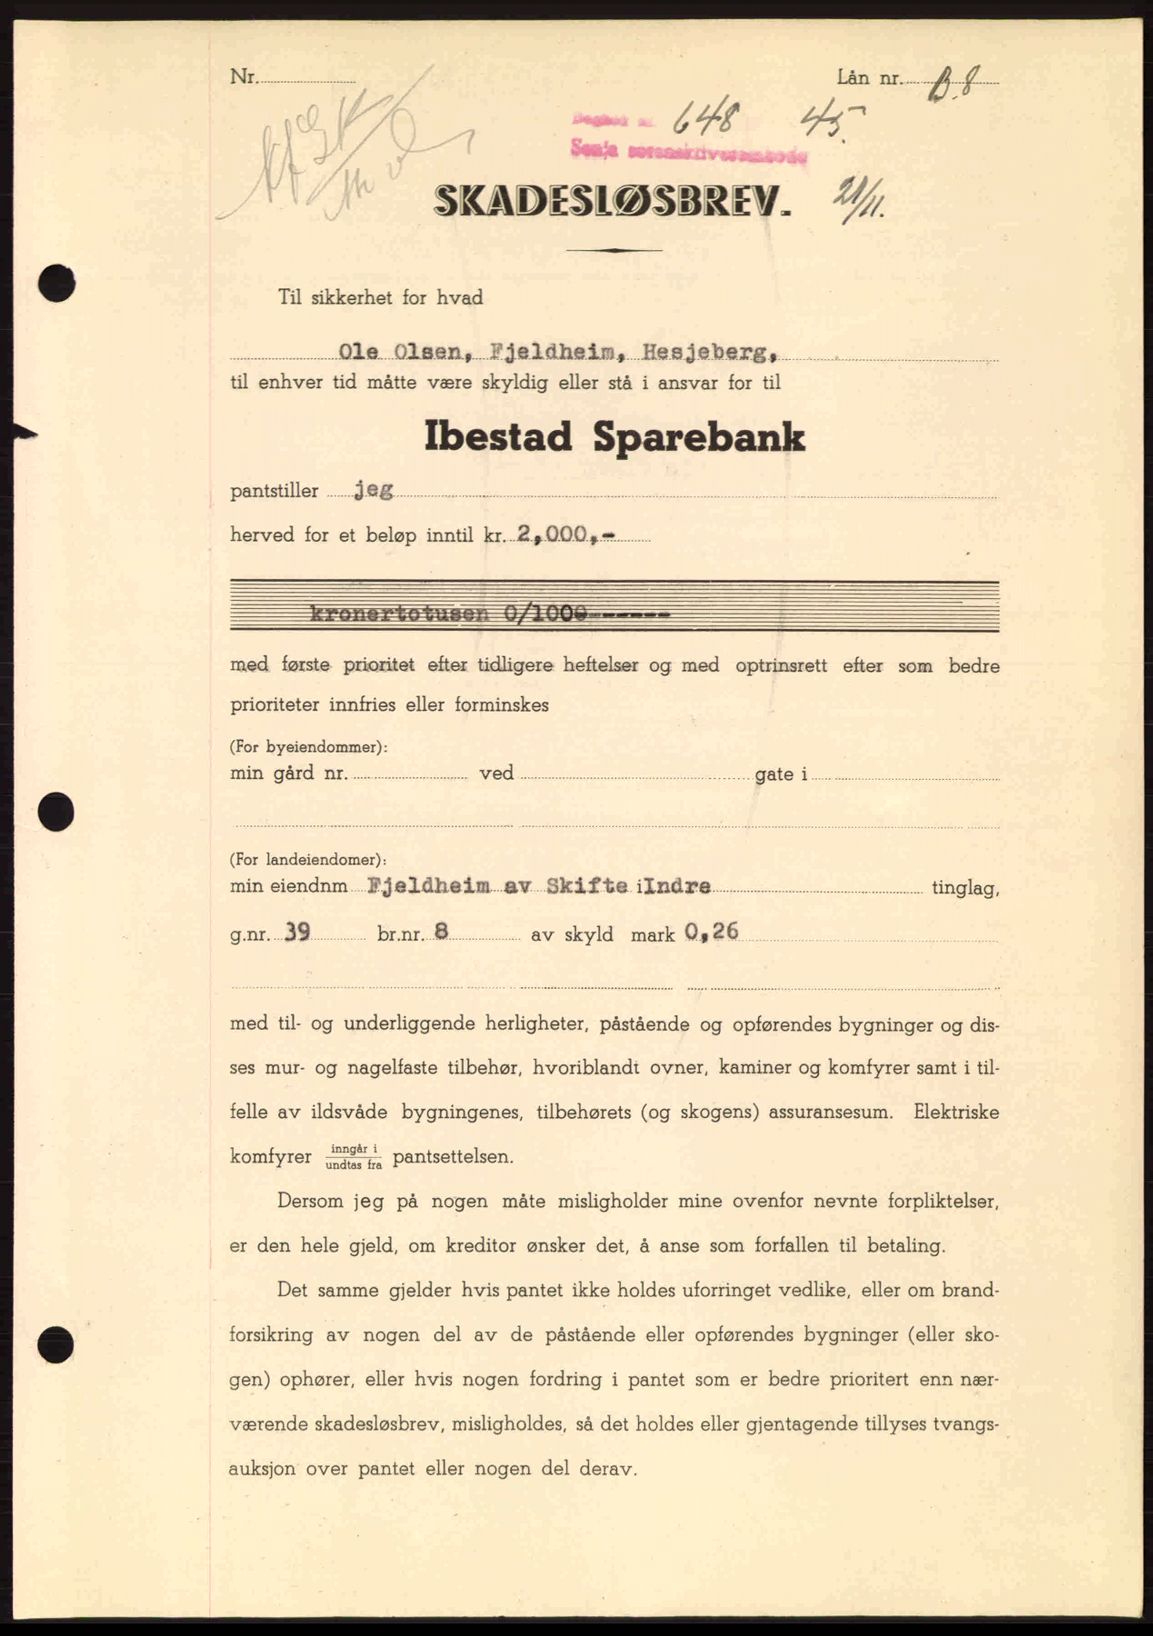 Nr. Lån nr. B.8
Dagbok nr. 648 45.
Senja sorenskriverembede
SKADESLØSBREV. 21/11.
Til sikkerhet for hvad
Ole Olsen, Fjeldheim, Hesjeberg,
til enhver tid måtte være skyldig eller stå i ansvar for til
Ibestad Sparebank
pantstiller jeg
herved for et beløp inntil kr. 2,000,-
kronertotusen 0/1000------
med første prioritet efter tidligere heftelser og med optrinsrett efter som bedre
prioriteter innfries eller forminskes
(For byeiendommer):
min gård nr. ved gate i
(For landeiendomer):
min eiendnm Fjeldheim av Skifte i Indre tinglag,
g.nr. 39 br.nr. 8 av skyld mark 0,26
med til- og underliggende herligheter, påstående og opførendes bygninger og dis-
ses mur- og nagelfaste tilbehør, hvoriblandt ovner, kaminer og komfyrer samt i til-
felle av ildsvåde bygningenes, tilbehørets (og skogens) assuransesum. Elektriske
komfyrer inngår i / undtas fra pantsettelsen.
Dersom jeg på nogen måte misligholder mine ovenfor nevnte forpliktelser,
er den hele gjeld, om kreditor ønsker det, å anse som forfallen til betaling.
Det samme gjelder hvis pantet ikke holdes uforringet vedlike, eller om brand-
forsikring av nogen del av de påstående eller opførendes bygninger (eller sko-
gen) ophører, eller hvis nogen fordring i pantet som er bedre prioritert enn nær-
værende skadesløsbrev, misligholdes, så det holdes eller gjentagende tillyses tvangs-
auksjon over pantet eller nogen del derav.